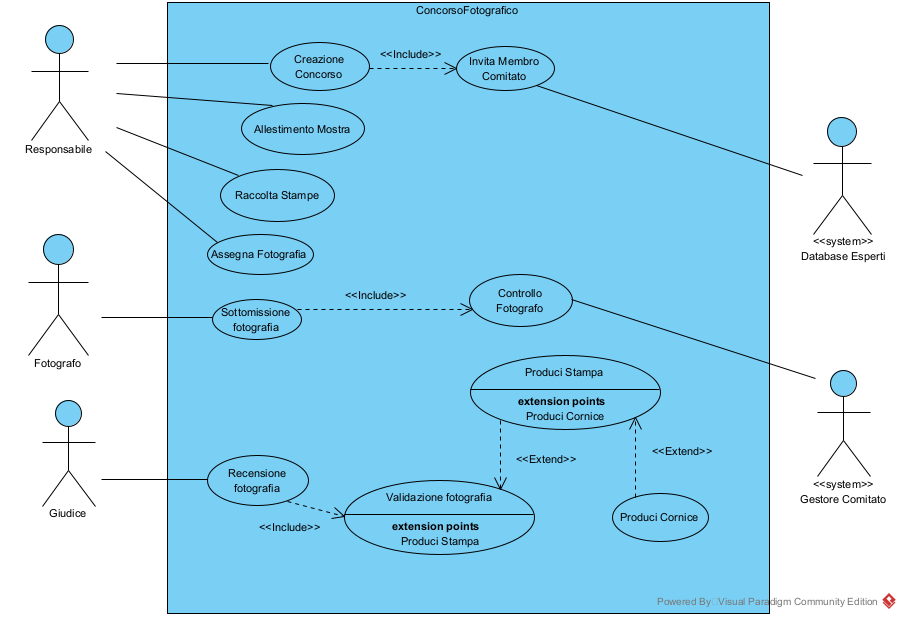 ConcorsoFotografico
Creazione
Concorso
<<Include>>
Invita Membro
Comitato
Responsabile
Allestimento Mostra
Raccolta Stampe
Assegna Fotografia
<<system>>
Database Esperti
Fotografo
Sottomissione
fotografia
<<Include>>
Controllo
Fotografo
Produci Stampa
extension points
Produci Cornice
<<Extend>>
<<Extend>>
Giudice
Recensione
fotografia
<<Include>>
Validazione fotografia
extension points
Produci Stampa
Produci Cornice
<<system>>
Gestore Comitato
Powered By Visual Paradigm Community Edition